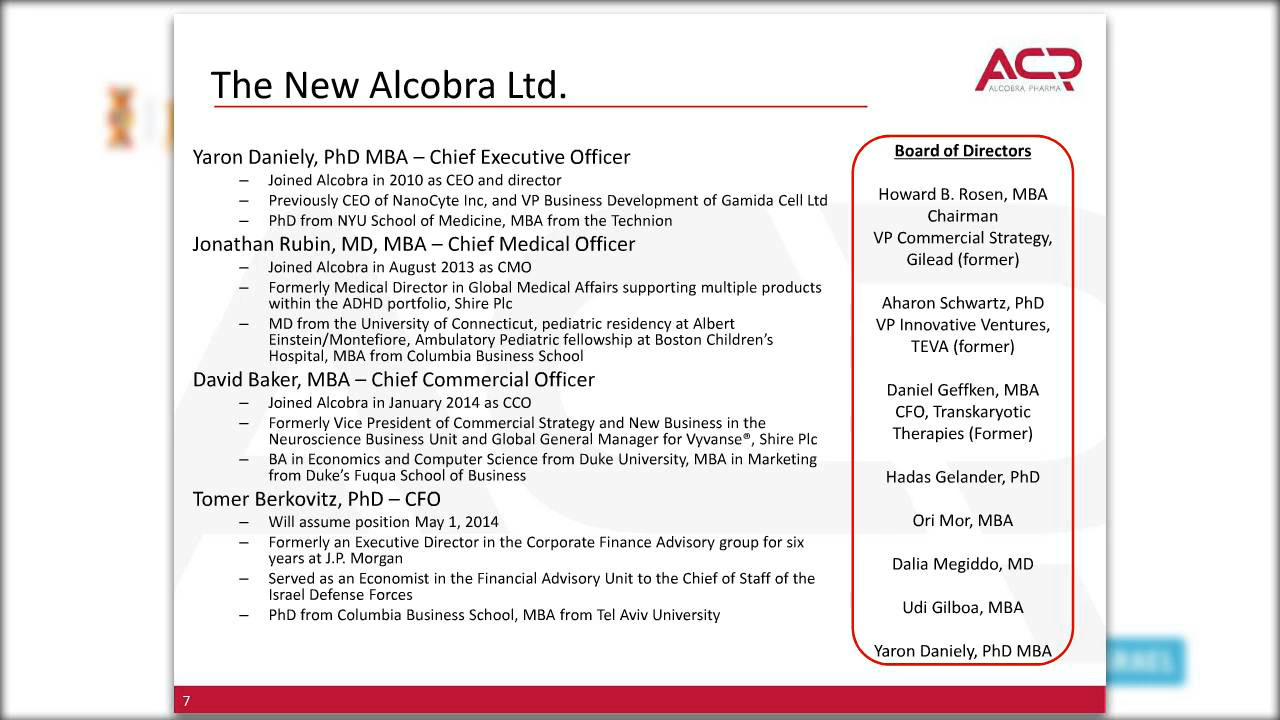 The New Alcobra Ltd.
ACR
ALCOBRA PHARMA
Yaron Daniely, PhD MBA – Chief Executive Officer
– Joined Alcobra in 2010 as CEO and director
– Previously CEO of NanoCyte Inc, and VP Business Development of Gamida Cell Ltd
– PhD from NYU School of Medicine, MBA from the Technion
Jonathan Rubin, MD, MBA – Chief Medical Officer
– Joined Alcobra in August 2013 as CMO
– Formerly Medical Director in Global Medical Affairs supporting multiple products
within the ADHD portfolio, Shire Plc
– MD from the University of Connecticut, pediatric residency at Albert
Einstein/Montefiore, Ambulatory Pediatric fellowship at Boston Children’s
Hospital, MBA from Columbia Business School
David Baker, MBA – Chief Commercial Officer
– Joined Alcobra in January 2014 as CCO
– Formerly Vice President of Commercial Strategy and New Business in the
Neuroscience Business Unit and Global General Manager for Vyvanse®, Shire Plc
– BA in Economics and Computer Science from Duke University, MBA in Marketing
from Duke’s Fuqua School of Business
Tomer Berkovitz, PhD – CFO
– Will assume position May 1, 2014
– Formerly an Executive Director in the Corporate Finance Advisory group for six
years at J.P. Morgan
– Served as an Economist in the Financial Advisory Unit to the Chief of Staff of the
Israel Defense Forces
– PhD from Columbia Business School, MBA from Tel Aviv University
Board of Directors
Howard B. Rosen, MBA
Chairman
VP Commercial Strategy,
Gilead (former)
Aharon Schwartz, PhD
VP Innovative Ventures,
TEVA (former)
Daniel Geffken, MBA
CFO, Transkaryotic
Therapies (Former)
Hadas Gelander, PhD
Ori Mor, MBA
Dalia Megiddo, MD
Udi Gilboa, MBA
Yaron Daniely, PhD MBA
7